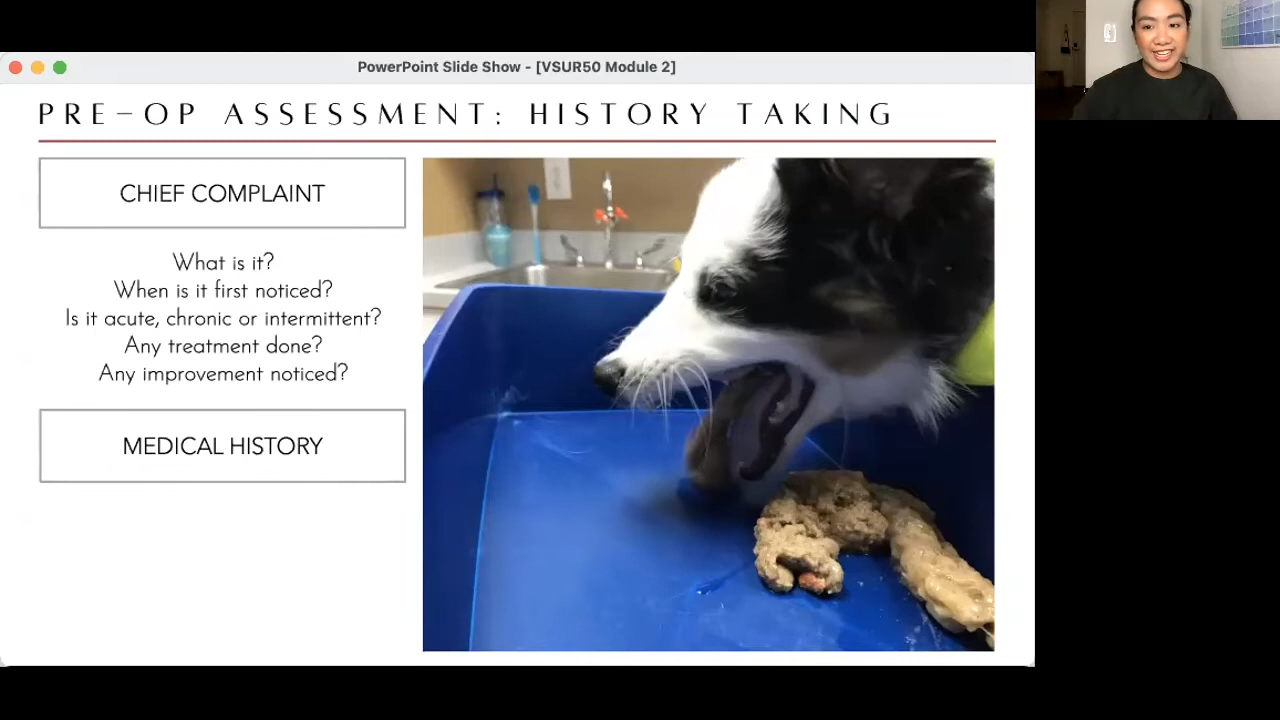 PowerPoint Slide Show - [VSUR50 Module 2]
PRE-OP ASSESSMENT: HISTORY TAKING
CHIEF COMPLAINT
What is it?
When is it first noticed?
Is it acute, chronic or intermittent?
Any treatment done?
Any improvement noticed?
MEDICAL HISTORY